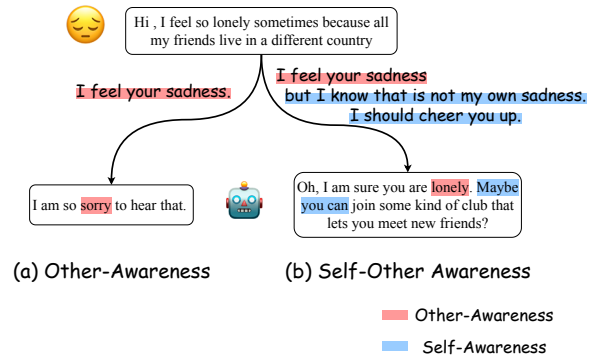 Hi , I feel so lonely sometimes because all
my friends live in a different country
I feel your sadness.
I feel your sadness
but I know that is not my own sadness.
I should cheer you up.
I am so sorry to hear that.
Oh, I am sure you are lonely. Maybe
you can join some kind of club that
lets you meet new friends?
(a) Other-Awareness
(b) Self-Other Awareness
Other-Awareness
Self-Awareness